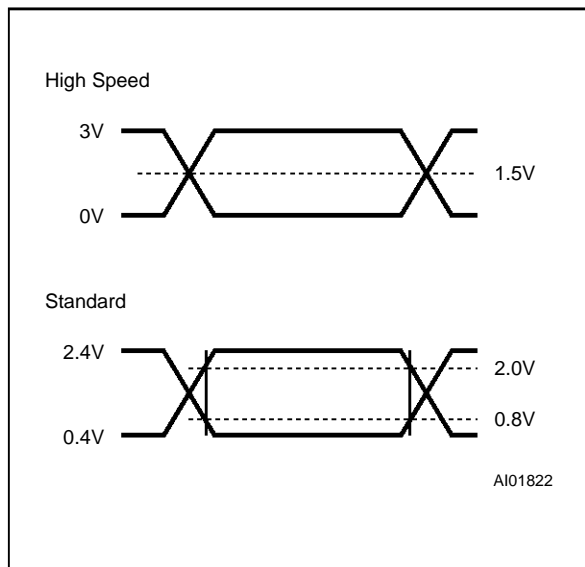 High Speed
3V
1.5V
0V
Standard
2.4V
2.0V
0.8V
0.4V
AI01822